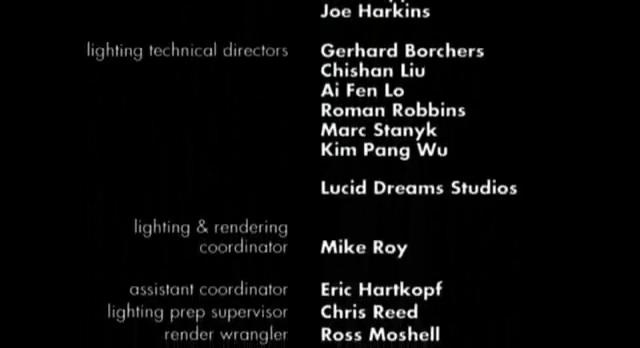 Joe Harkins
lighting technical directors Gerhard Borchers
Chishan Liu
Ai Fen Lo
Roman Robbins
Marc Stanyk
Kim Pang Wu
Lucid Dreams Studios
lighting & rendering
coordinator Mike Roy
assistant coordinator Eric Hartkopf
lighting prep supervisor Chris Reed
render wrangler Ross Moshell